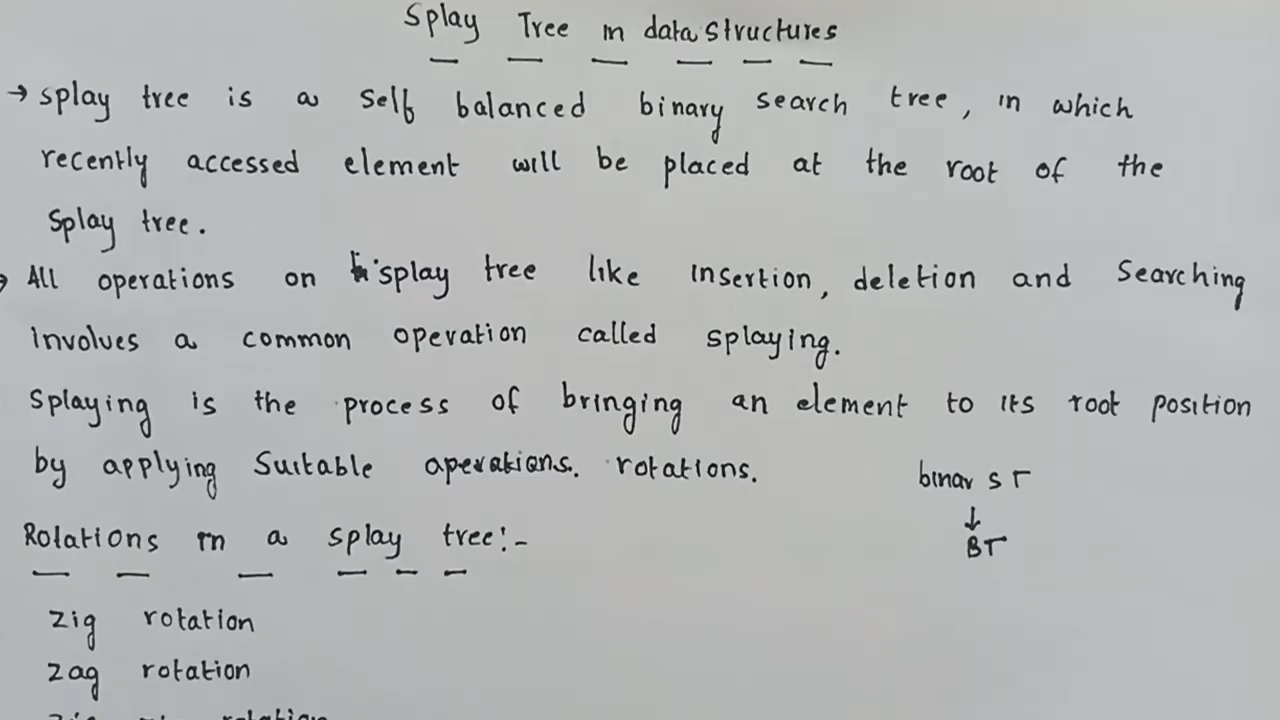 Splay Tree in data Structures
→ splay tree is a self balanced binary search tree, in which
recently accessed element will be placed at the root of the
Splay tree.
→ All operations on splay tree like insertion, deletion and Searching
involves a common operation called splaying.
Splaying is the process of bringing an element to its root position
by applying Suitable operations. rotations.
binar S T
↓
BT
Rotations in a splay tree:-
zig rotation
zag rotation
rotation